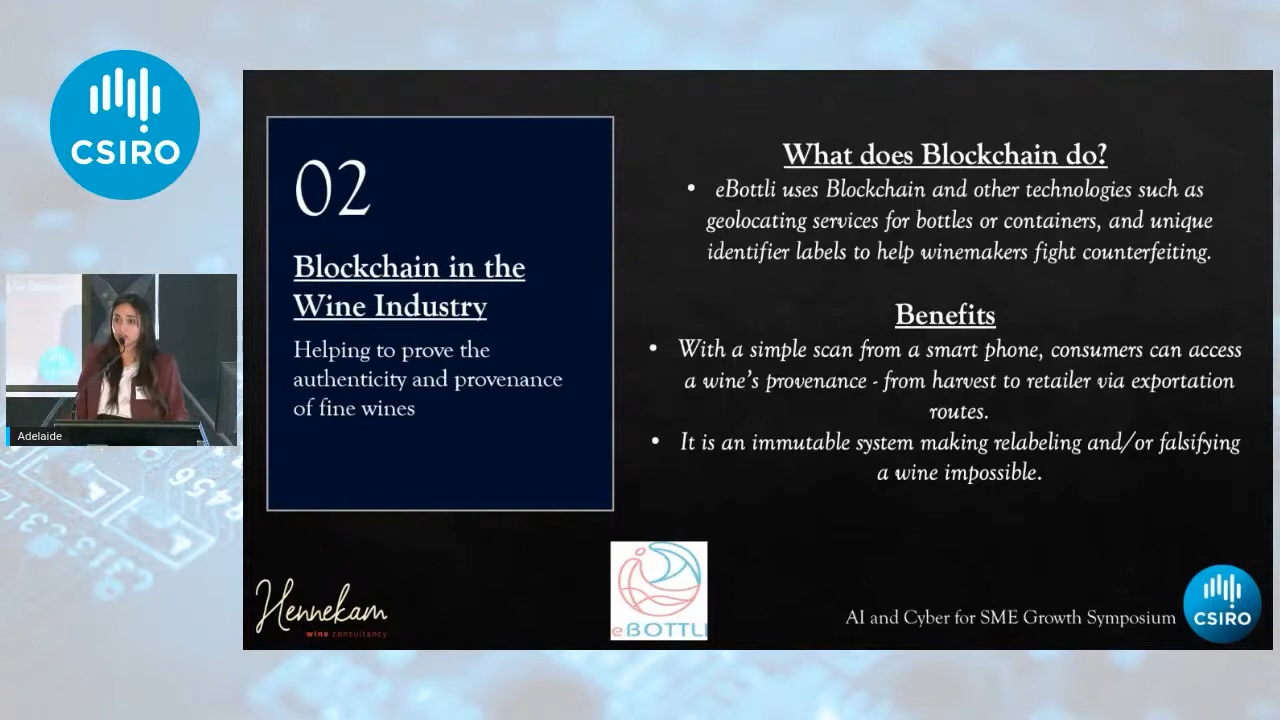 CSIRO
02
Blockchain in the
Wine Industry
Helping to prove the
authenticity and provenance
of fine wines
What does Blockchain do?
• eBottli uses Blockchain and other technologies such as
geolocating services for bottles or containers, and unique
identifier labels to help winemakers fight counterfeiting.
Benefits
• With a simple scan from a smart phone, consumers can access
a wine's provenance - from harvest to retailer via exportation
routes.
• It is an immutable system making relabeling and/or falsifying
a wine impossible.
Adelaide
Hennekam
wine consultancy
eBOTTLI
AI and Cyber for SME Growth Symposium
CSIRO